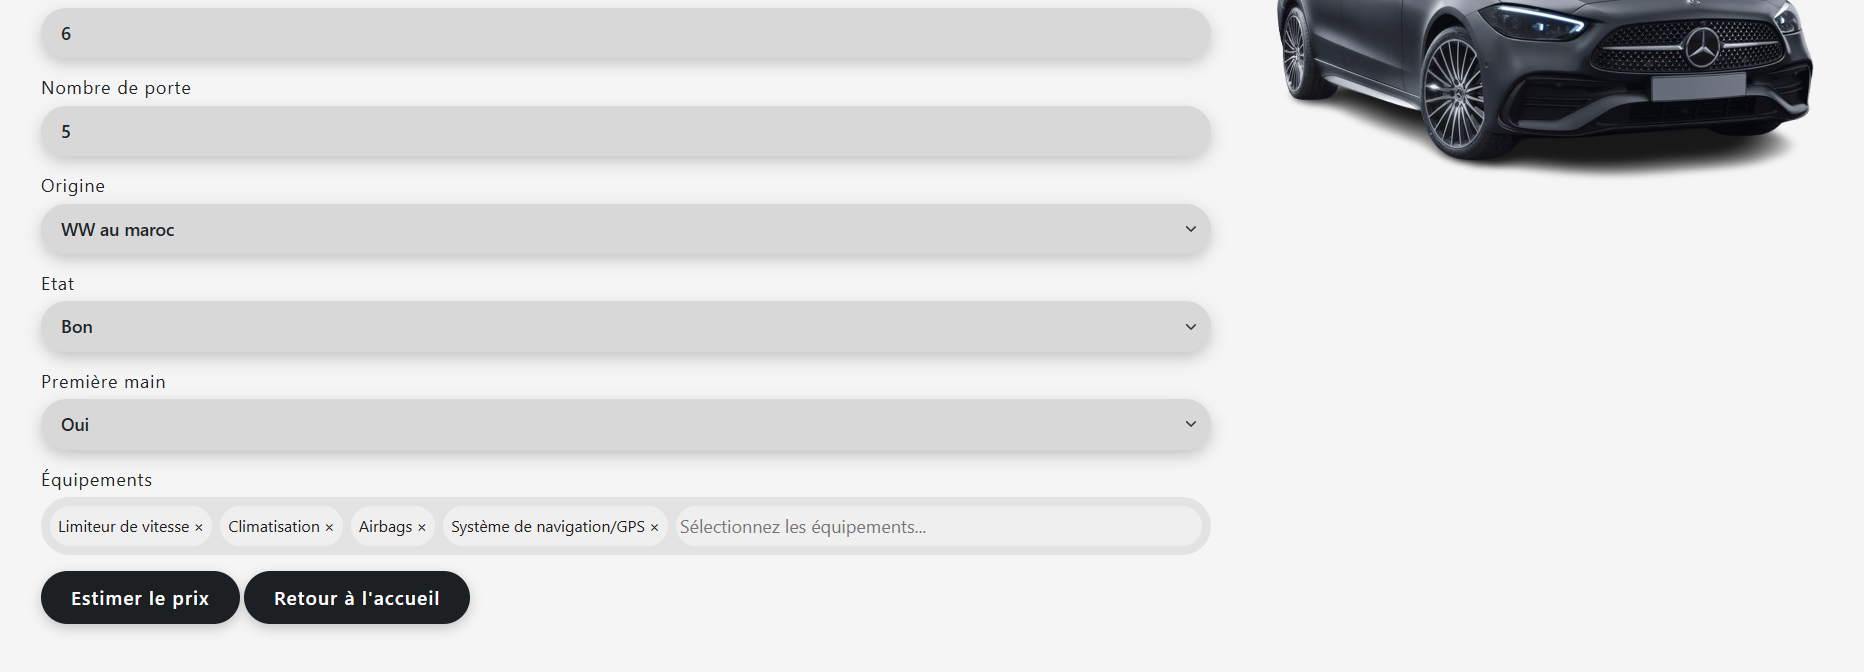 6
Nombre de porte
5
Origine
WW au maroc
Etat
Bon
Première main
Oui
Équipements
Limiteur de vitesse × Climatisation × Airbags × Système de navigation/GPS × Sélectionnez les équipements...
Estimer le prix Retour à l'accueil